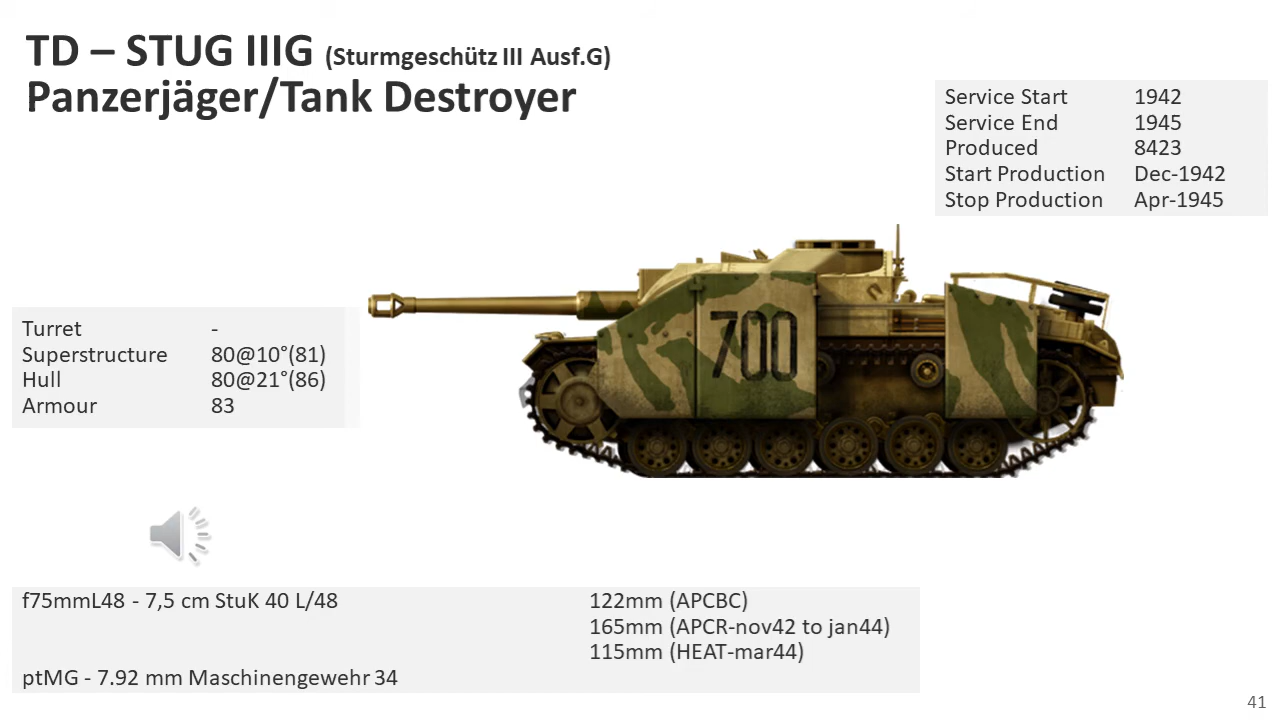 TD – STUG IIIG (Sturmgeschütz III Ausf.G)
Panzerjäger/Tank Destroyer
Service Start 1942
Service End 1945
Produced 8423
Start Production Dec-1942
Stop Production Apr-1945
Turret -
Superstructure 80@10°(81)
Hull 80@21°(86)
Armour 83
700
f75mmL48 - 7,5 cm StuK 40 L/48 122mm (APCBC)
165mm (APCR-nov42 to jan44)
115mm (HEAT-mar44)
ptMG - 7.92 mm Maschinengewehr 34
41